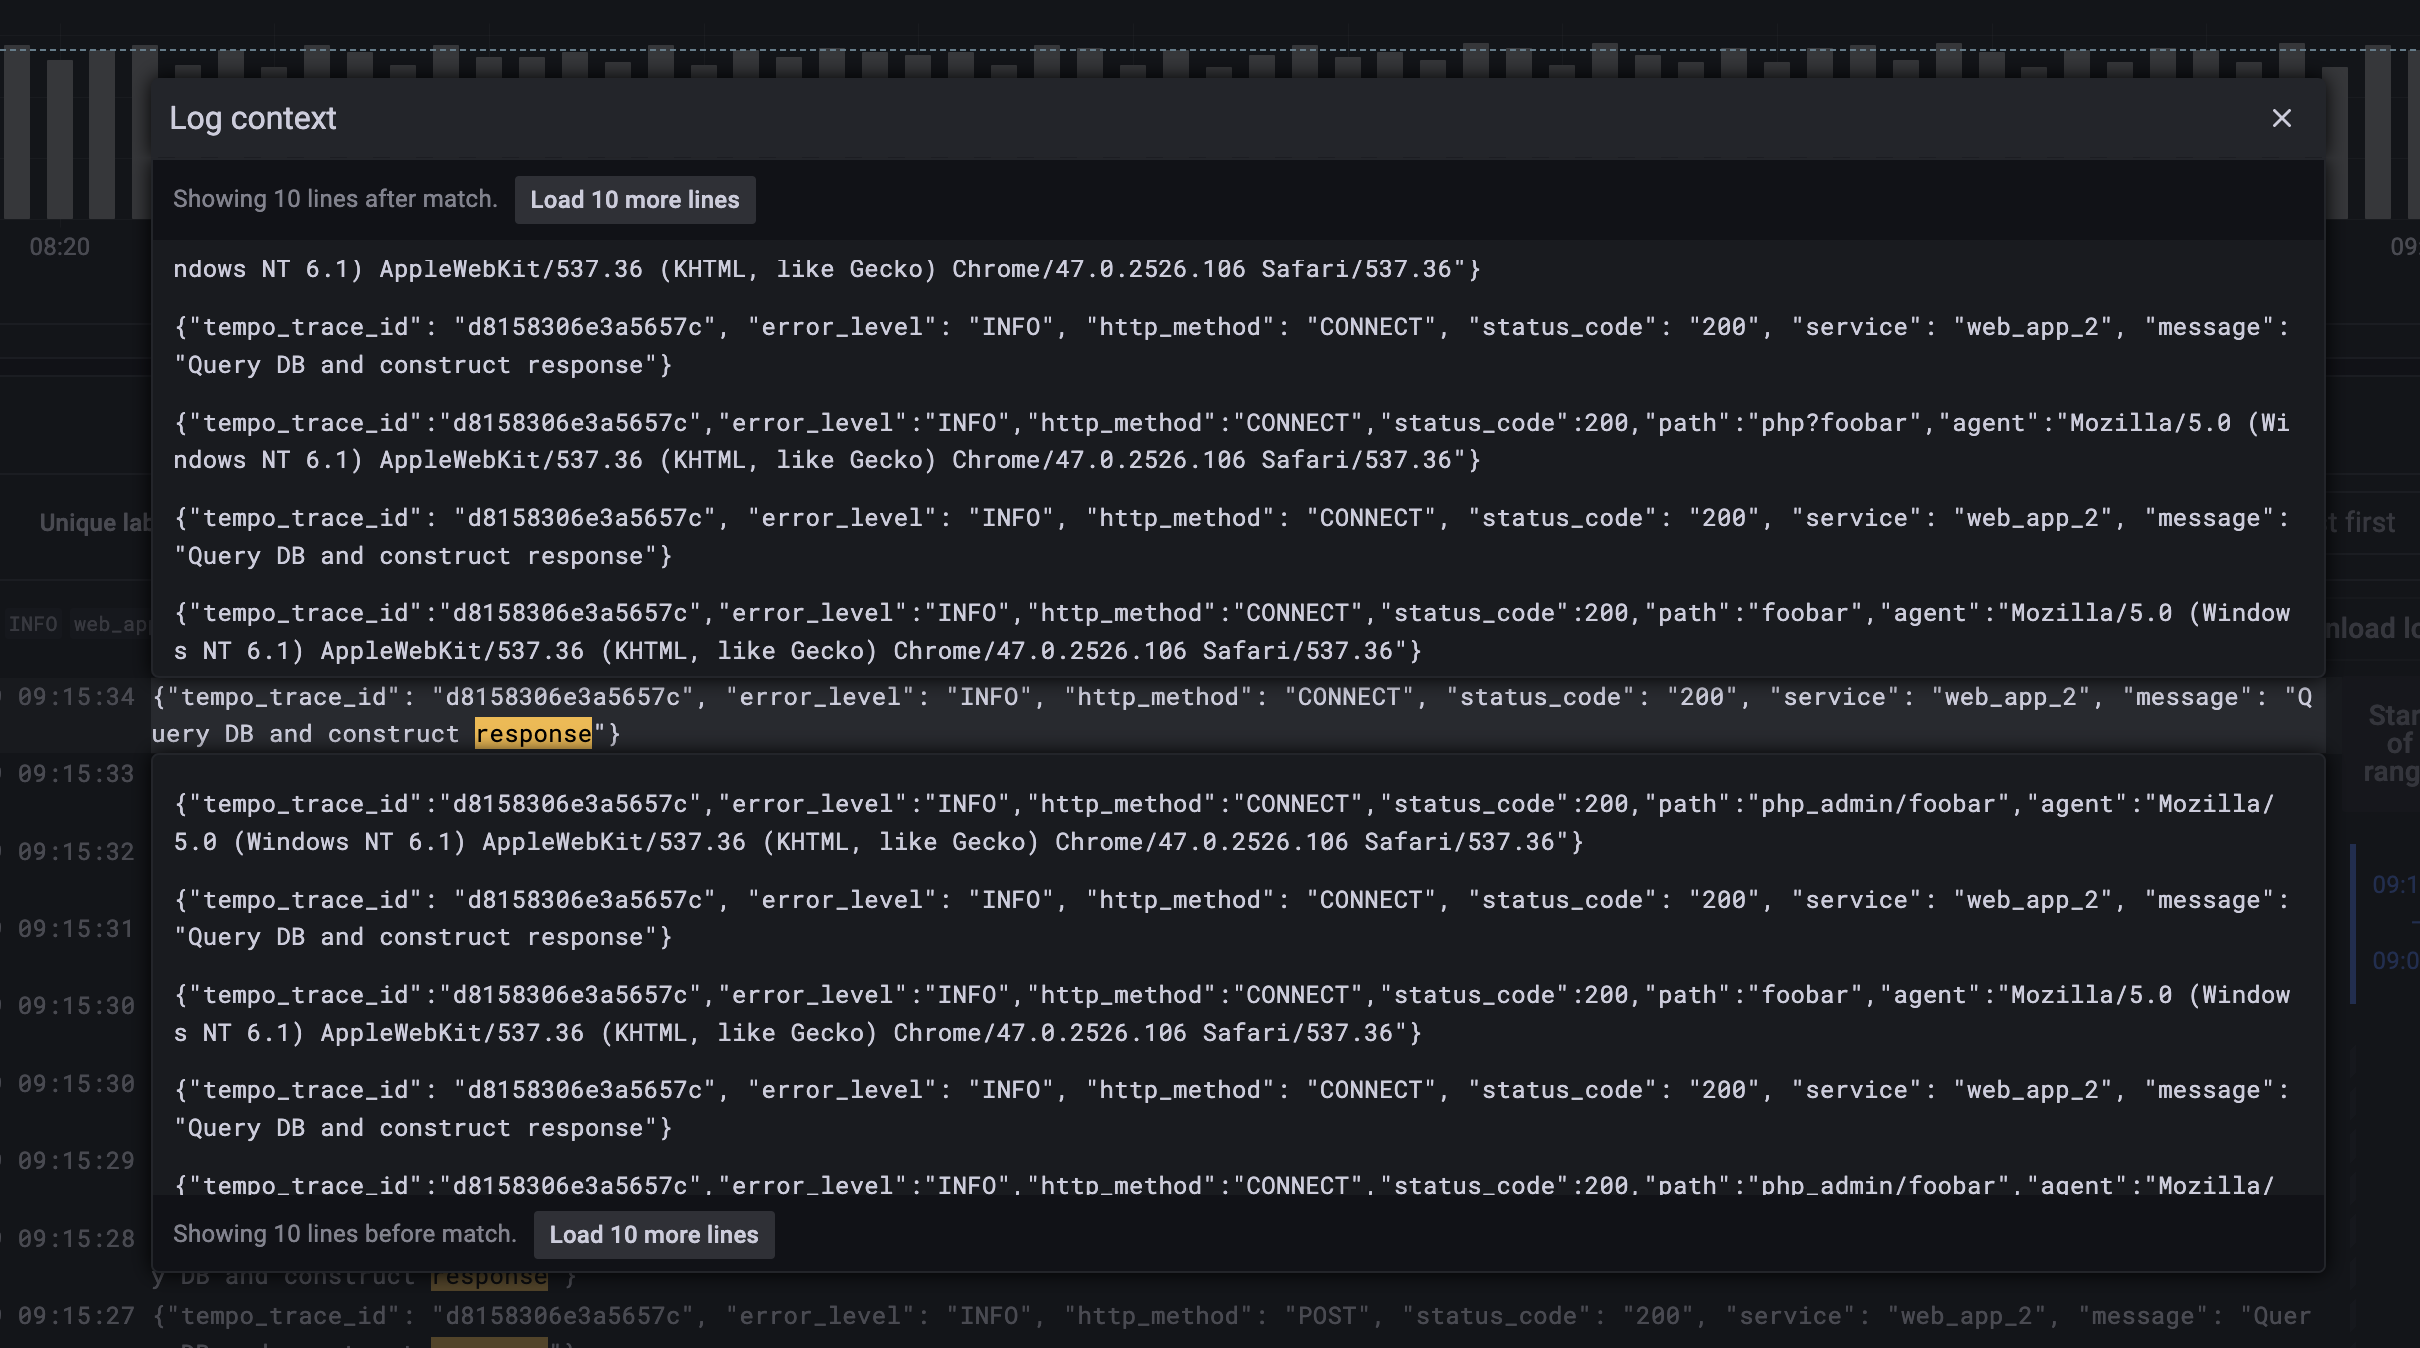 Log context
Showing 10 lines after match. Load 10 more lines
08:20
09:
ndows NT 6.1) AppleWebKit/537.36 (KHTML, like Gecko) Chrome/47.0.2526.106 Safari/537.36"}
{"tempo_trace_id": "d8158306e3a5657c", "error_level": "INFO", "http_method": "CONNECT", "status_code": "200", "service": "web_app_2", "message":
"Query DB and construct response"}
{"tempo_trace_id":"d8158306e3a5657c","error_level":"INFO","http_method":"CONNECT","status_code":200,"path":"php?foobar","agent":"Mozilla/5.0 (Wi
ndows NT 6.1) AppleWebKit/537.36 (KHTML, like Gecko) Chrome/47.0.2526.106 Safari/537.36"}
{"tempo_trace_id": "d8158306e3a5657c", "error_level": "INFO", "http_method": "CONNECT", "status_code": "200", "service": "web_app_2", "message":
Unique lab
t first
"Query DB and construct response"}
{"tempo_trace_id":"d8158306e3a5657c","error_level":"INFO","http_method":"CONNECT","status_code":200,"path":"foobar","agent":"Mozilla/5.0 (Window
INFO web_app
nload lo
s NT 6.1) AppleWebKit/537.36 (KHTML, like Gecko) Chrome/47.0.2526.106 Safari/537.36"}
09:15:34 {"tempo_trace_id": "d8158306e3a5657c", "error_level": "INFO", "http_method": "CONNECT", "status_code": "200", "service": "web_app_2", "message": "Q
uery DB and construct response"}
Star
of
rang
09:15:33
{"tempo_trace_id":"d8158306e3a5657c","error_level":"INFO","http_method":"CONNECT","status_code":200,"path":"php_admin/foobar","agent":"Mozilla/
5.0 (Windows NT 6.1) AppleWebKit/537.36 (KHTML, like Gecko) Chrome/47.0.2526.106 Safari/537.36"}
09:15:32
09:1
{"tempo_trace_id": "d8158306e3a5657c", "error_level": "INFO", "http_method": "CONNECT", "status_code": "200", "service": "web_app_2", "message":
09:15:31
"Query DB and construct response"}
09:0
{"tempo_trace_id":"d8158306e3a5657c","error_level":"INFO","http_method":"CONNECT","status_code":200,"path":"foobar","agent":"Mozilla/5.0 (Window
09:15:30
s NT 6.1) AppleWebKit/537.36 (KHTML, like Gecko) Chrome/47.0.2526.106 Safari/537.36"}
09:15:30
{"tempo_trace_id": "d8158306e3a5657c", "error_level": "INFO", "http_method": "CONNECT", "status_code": "200", "service": "web_app_2", "message":
"Query DB and construct response"}
09:15:29
{"tempo_trace_id":"d8158306e3a5657c","error_level":"INFO","http_method":"CONNECT","status_code":200,"path":"php_admin/foobar","agent":"Mozilla/
Showing 10 lines before match. Load 10 more lines
09:15:28
y DB and construct response"}
09:15:27 {"tempo_trace_id": "d8158306e3a5657c", "error_level": "INFO", "http_method": "POST", "status_code": "200", "service": "web_app_2", "message": "Quer